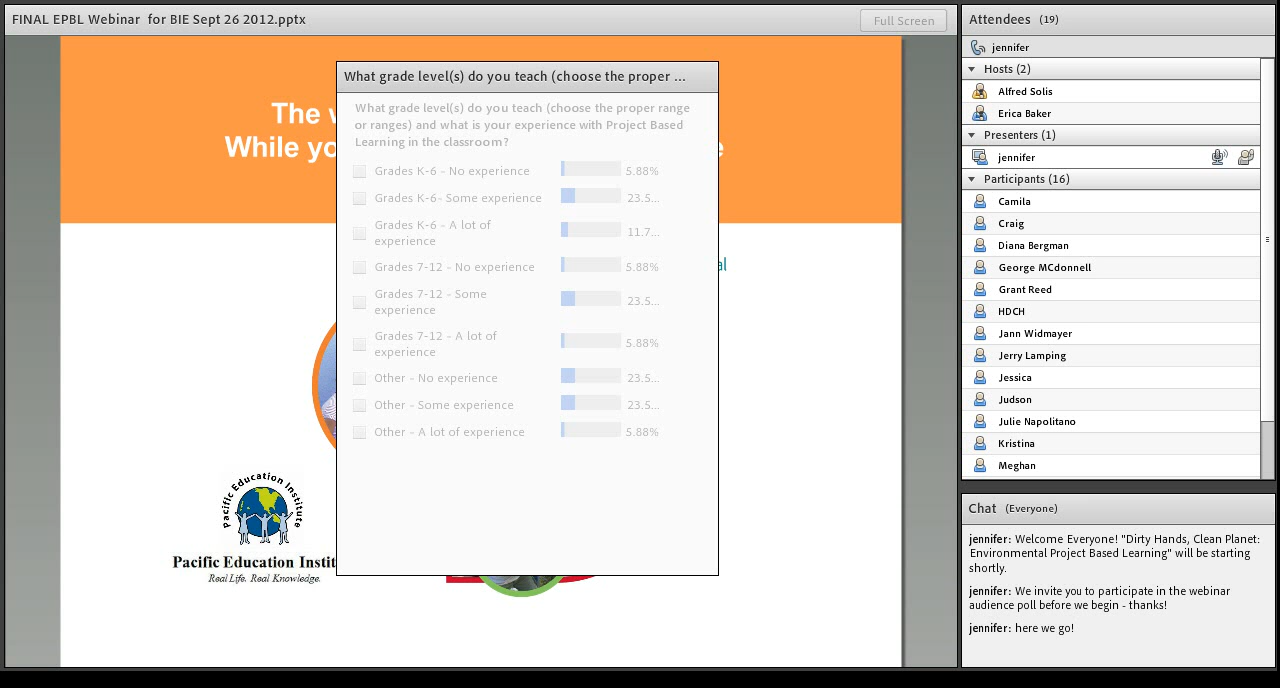 FINAL EPBL Webinar for BIE Sept 26 2012.pptx
Full Screen
The
While yo
What grade level(s) do you teach (choose the proper ...
What grade level(s) do you teach (choose the proper range
or ranges) and what is your experience with Project Based
Learning in the classroom?
Grades K-6 - No experience 5.88%
Grades K-6- Some experience 23.5...
Grades K-6 - A lot of
experience 11.7...
Grades 7-12 - No experience 5.88%
Grades 7-12 - Some
experience 23.5...
Grades 7-12 - A lot of
experience 5.88%
Other - No experience 23.5...
Other - Some experience 23.5...
Other - A lot of experience 5.88%
al
Pacific Education Institute
Pacific Education Instit
Real Life. Real Knowledge.
Attendees (19)
jennifer
Hosts (2)
Alfred Solis
Erica Baker
Presenters (1)
jennifer
Participants (16)
Camila
Craig
Diana Bergman
George MCdonnell
Grant Reed
HDCH
Jann Widmayer
Jerry Lamping
Jessica
Judson
Julie Napolitano
Kristina
Meghan
Chat (Everyone)
jennifer: Welcome Everyone! "Dirty Hands, Clean Planet:
Environmental Project Based Learning" will be starting
shortly.
jennifer: We invite you to participate in the webinar
audience poll before we begin - thanks!
jennifer: here we go!